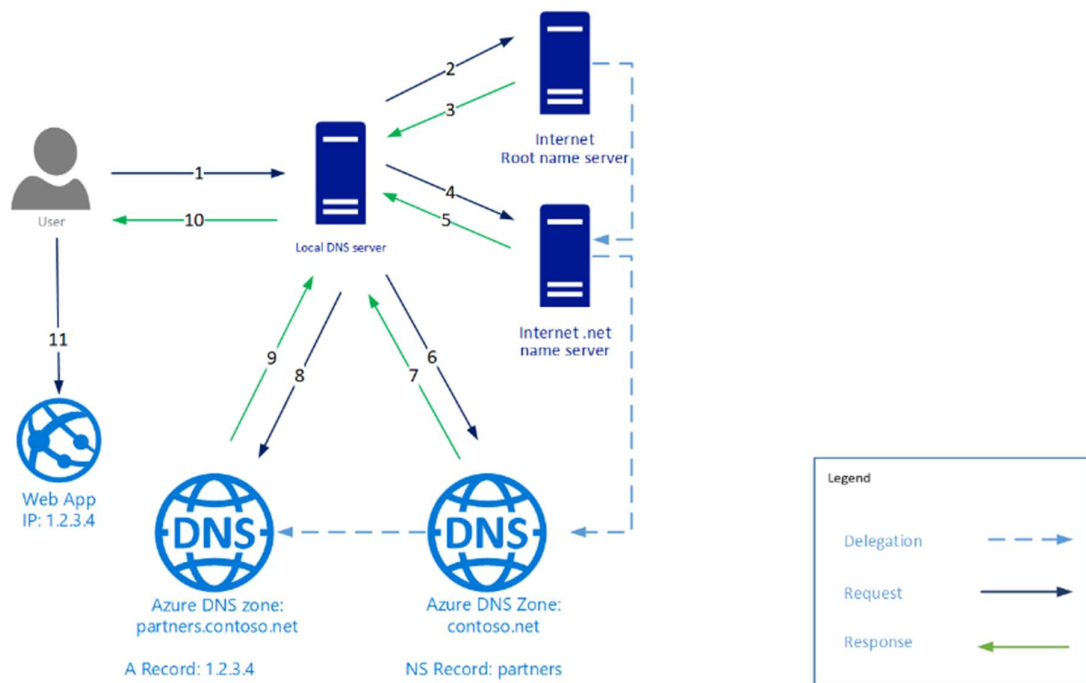 2
3
Internet
Root name server
1
4
User
10
5
Local DNS server
Internet .net
name server
11
9
8
6
7
Web App
IP: 1.2.3.4
DNS
DNS
Azure DNS zone:
partners.contoso.net
A Record: 1.2.3.4
Azure DNS Zone:
contoso.net
NS Record: partners
Legend
Delegation
Request
Response